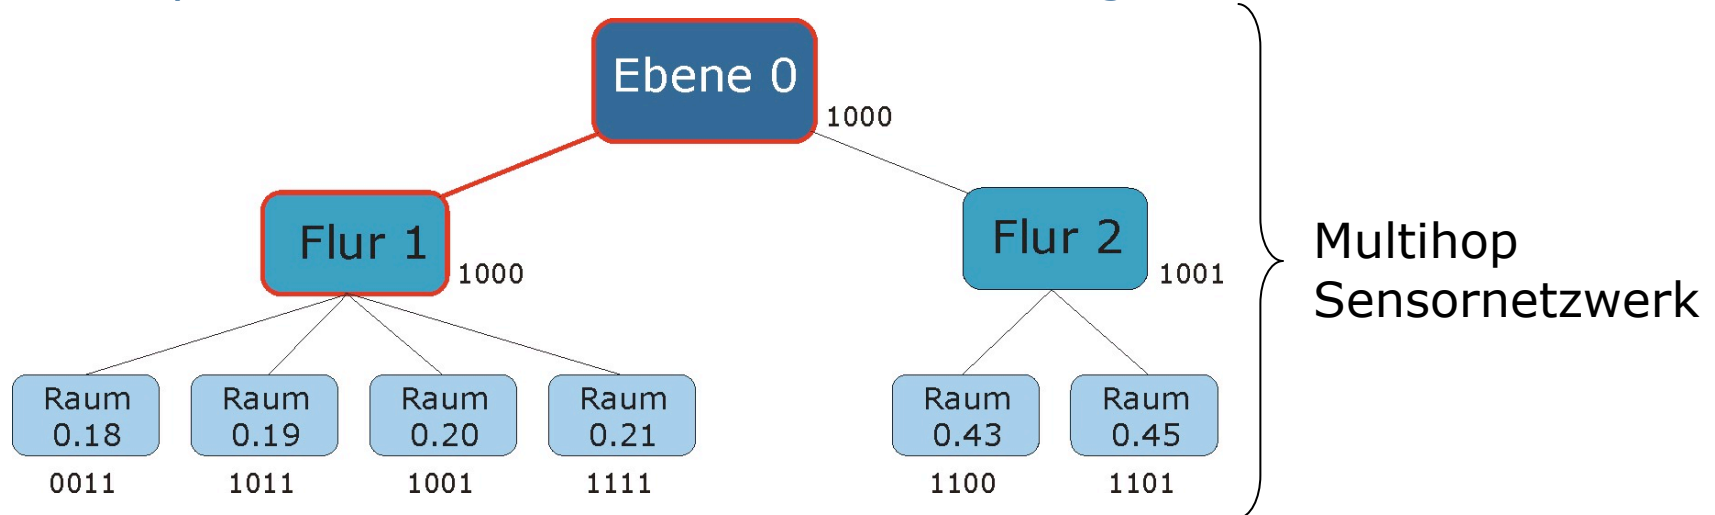 Ebene 0
1000
Flur 1
1000
Flur 2
1001
Multihop
Sensornetzwerk
Raum
0.18
Raum
0.19
Raum
0.20
Raum
0.21
Raum
0.43
Raum
0.45
0011
1011
1001
1111
1100
1101